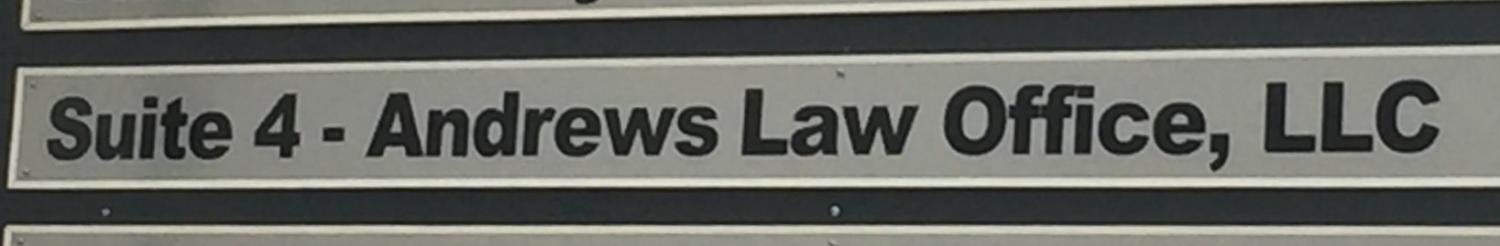 Suite 4 - Andrews Law Office, LLC